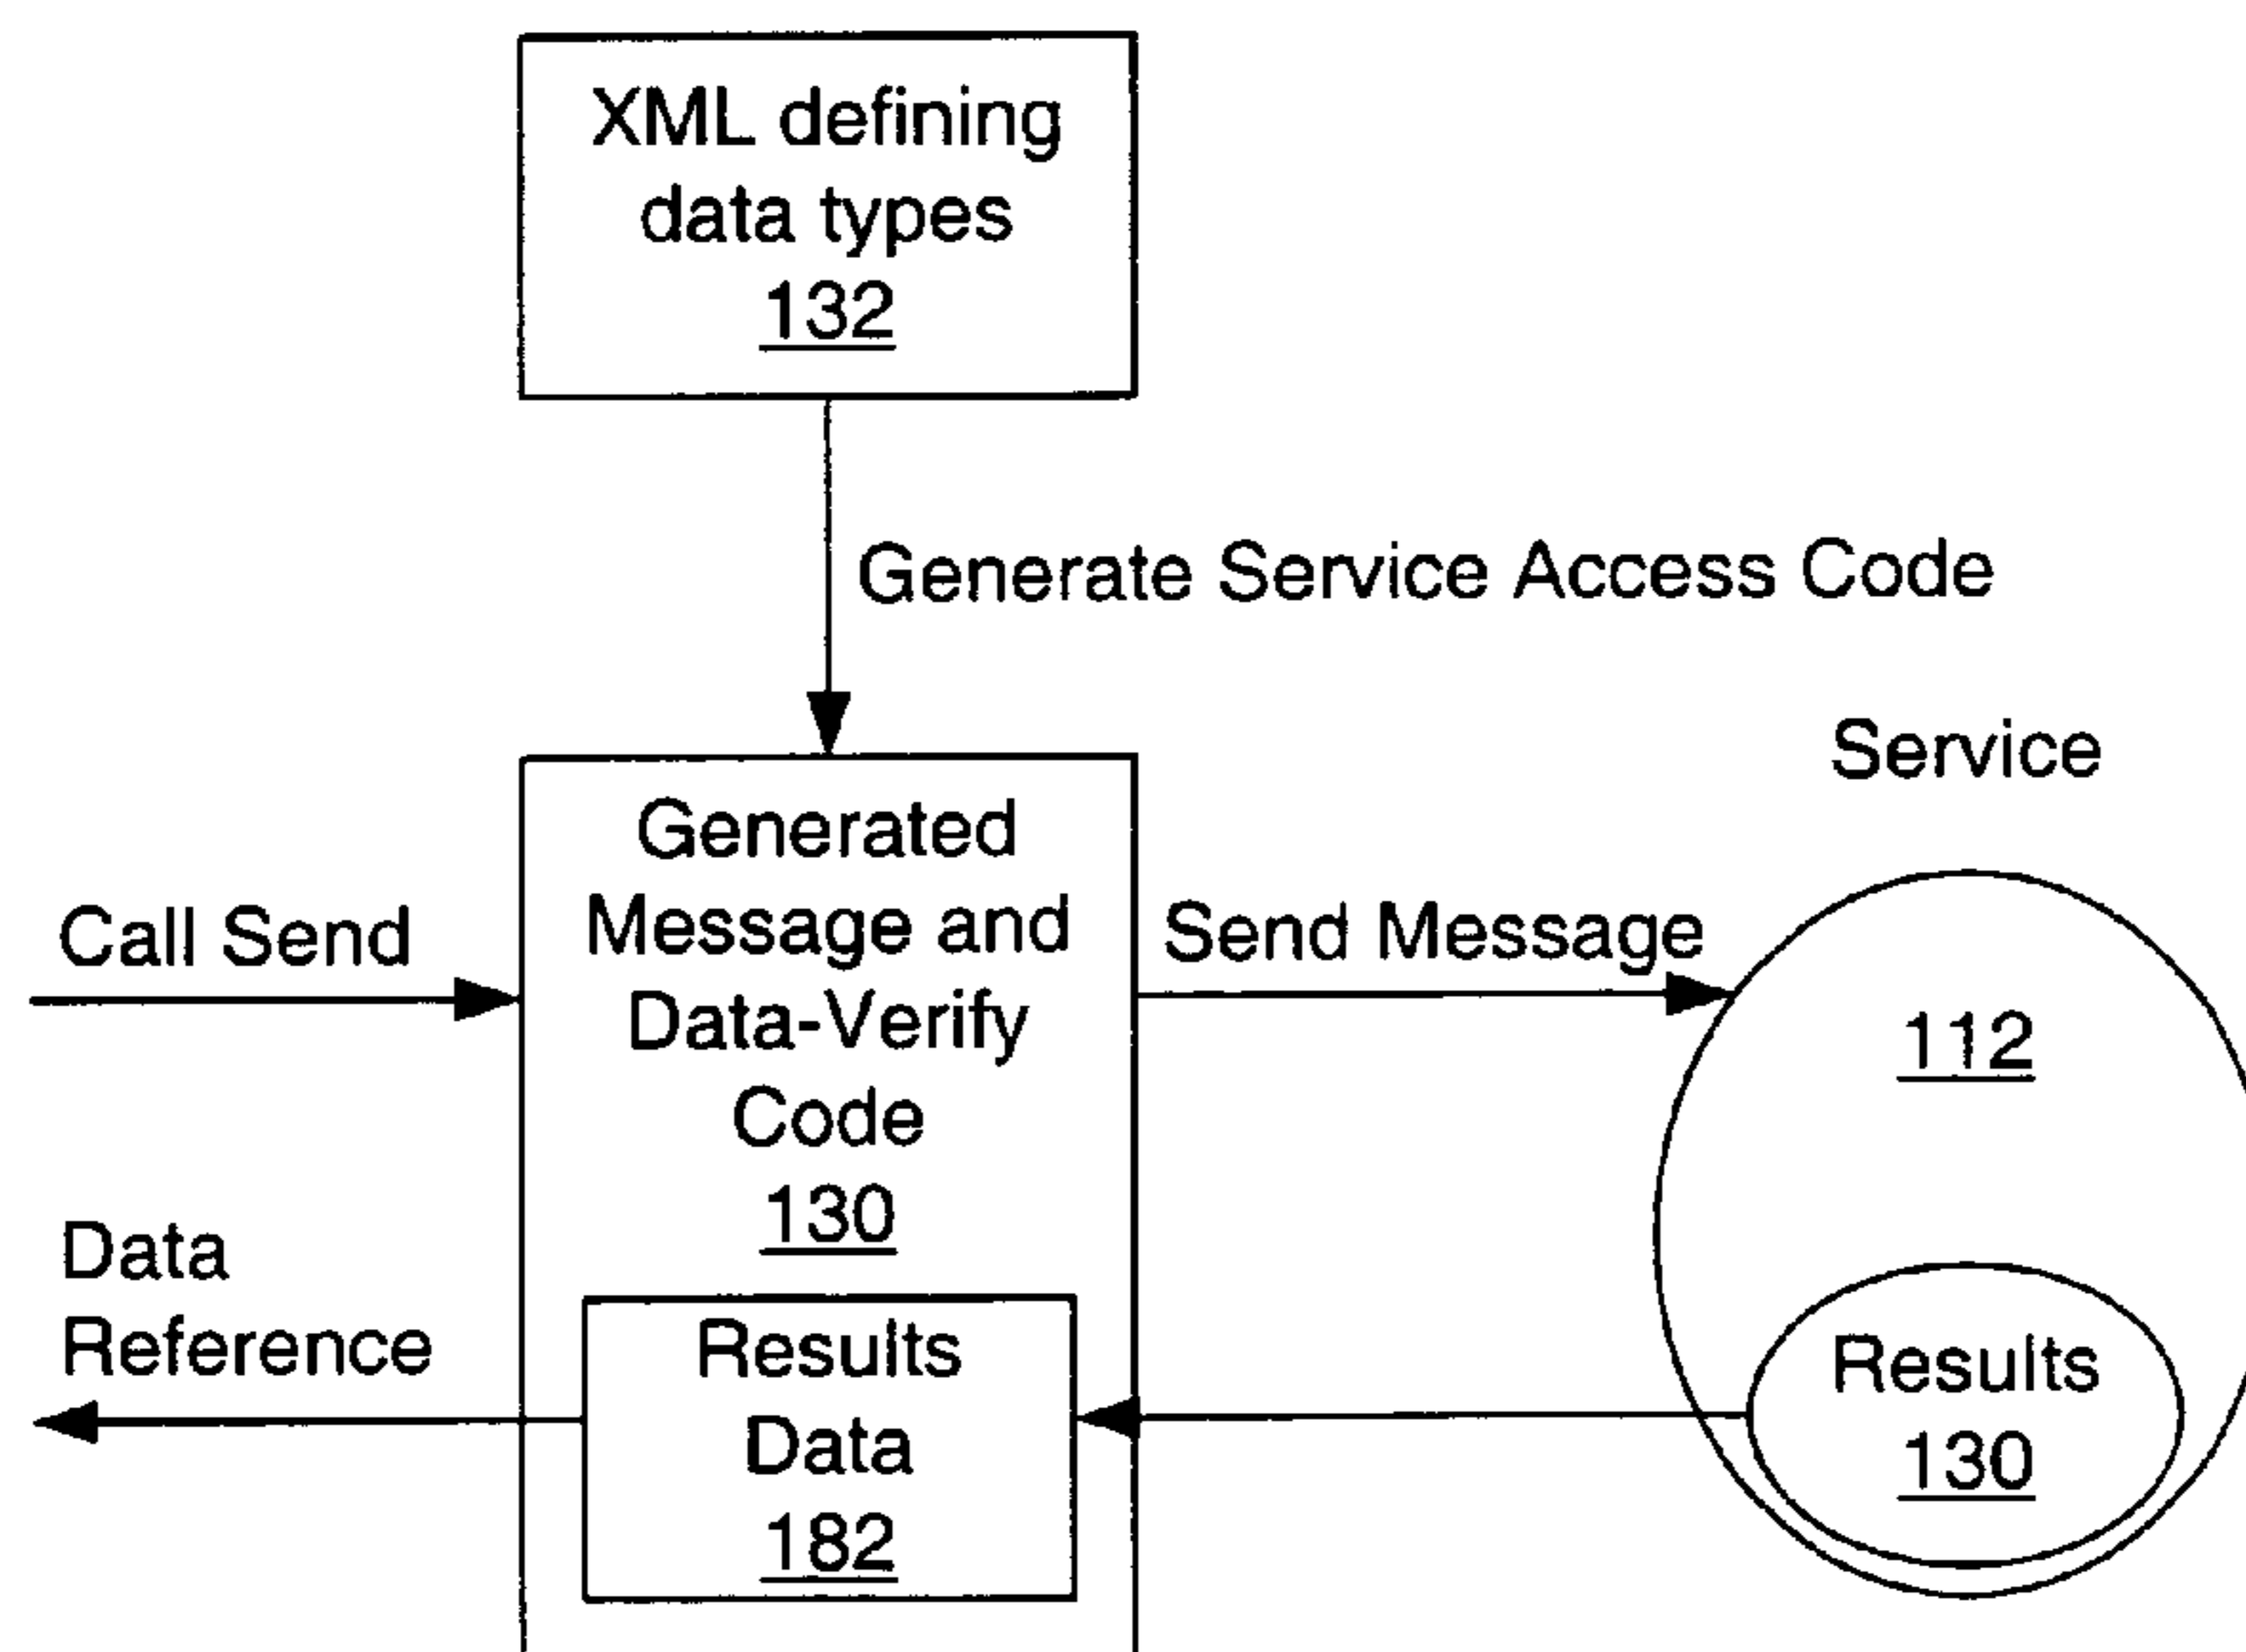 XML defining
data types
132
Generate Service Access Code
Service
Generated
Message and
Data-Verify
Code
130
Call Send
Send Message
112
Data
Reference
Results
Data
182
Results
130